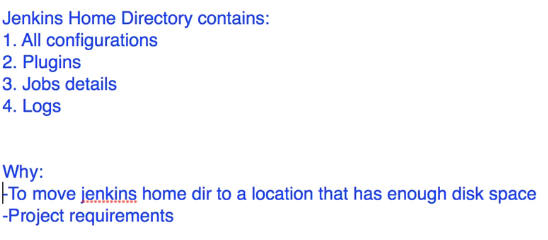 Jenkins Home Directory contains:
1. All configurations
2. Plugins
3. Jobs details
4. Logs
Why:
-To move jenkins home dir to a location that has enough disk space
-Project requirements